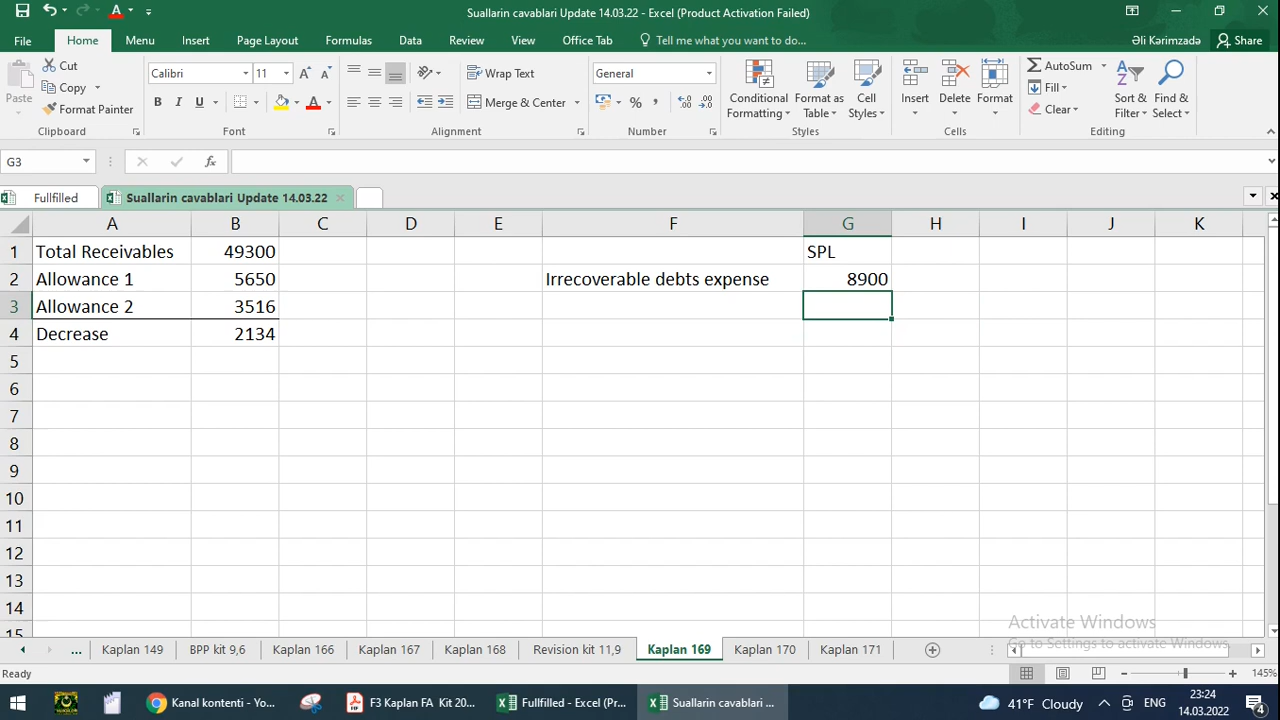 Suallarin cavablari Update 14.03.22 - Excel (Product Activation Failed)
File Home Menu Insert Page Layout Formulas Data Review View Office Tab Tell me what you want to do... Əli Kərimzadə Share
Paste Cut Copy Format Painter Clipboard
Calibri 11 B I U A Font
Wrap Text Merge & Center Alignment
General % , Number
Conditional Formatting Format as Table Cell Styles Styles
Insert Delete Format Cells
AutoSum Fill Clear Sort & Filter Find & Select Editing
G3 fx
Fullfilled Suallarin cavablari Update 14.03.22
A B C D E F G H I J K
1 Total Receivables 49300 SPL
2 Allowance 1 5650 Irrecoverable debts expense 8900
3 Allowance 2 3516
4 Decrease 2134
5
6
7
8
9
10
11
12
13
14
15
Activate Windows
Go to Settings to activate Windows.
... Kaplan 149 BPP kit 9,6 Kaplan 166 Kaplan 167 Kaplan 168 Revision kit 11,9 Kaplan 169 Kaplan 170 Kaplan 171
Ready 145%
Kanal kontenti - Yo... F3 Kaplan FA Kit 20... Fullfilled - Excel (Pr... Suallarin cavablari ... 41°F Cloudy ENG 23:24
14.03.2022 4